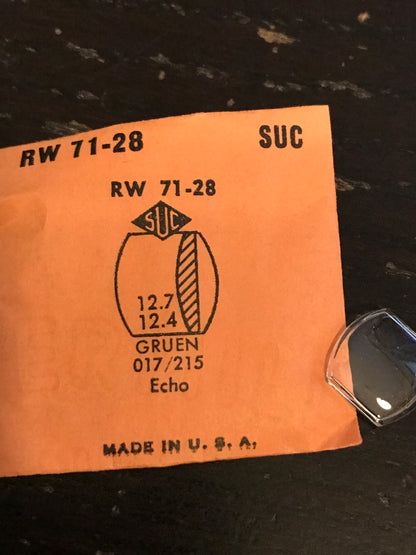 RW 71-28 SUC
RW 71-28
SUC
12.7
12.4
GRUEN
017/215
Echo
MADE IN U. S. A.